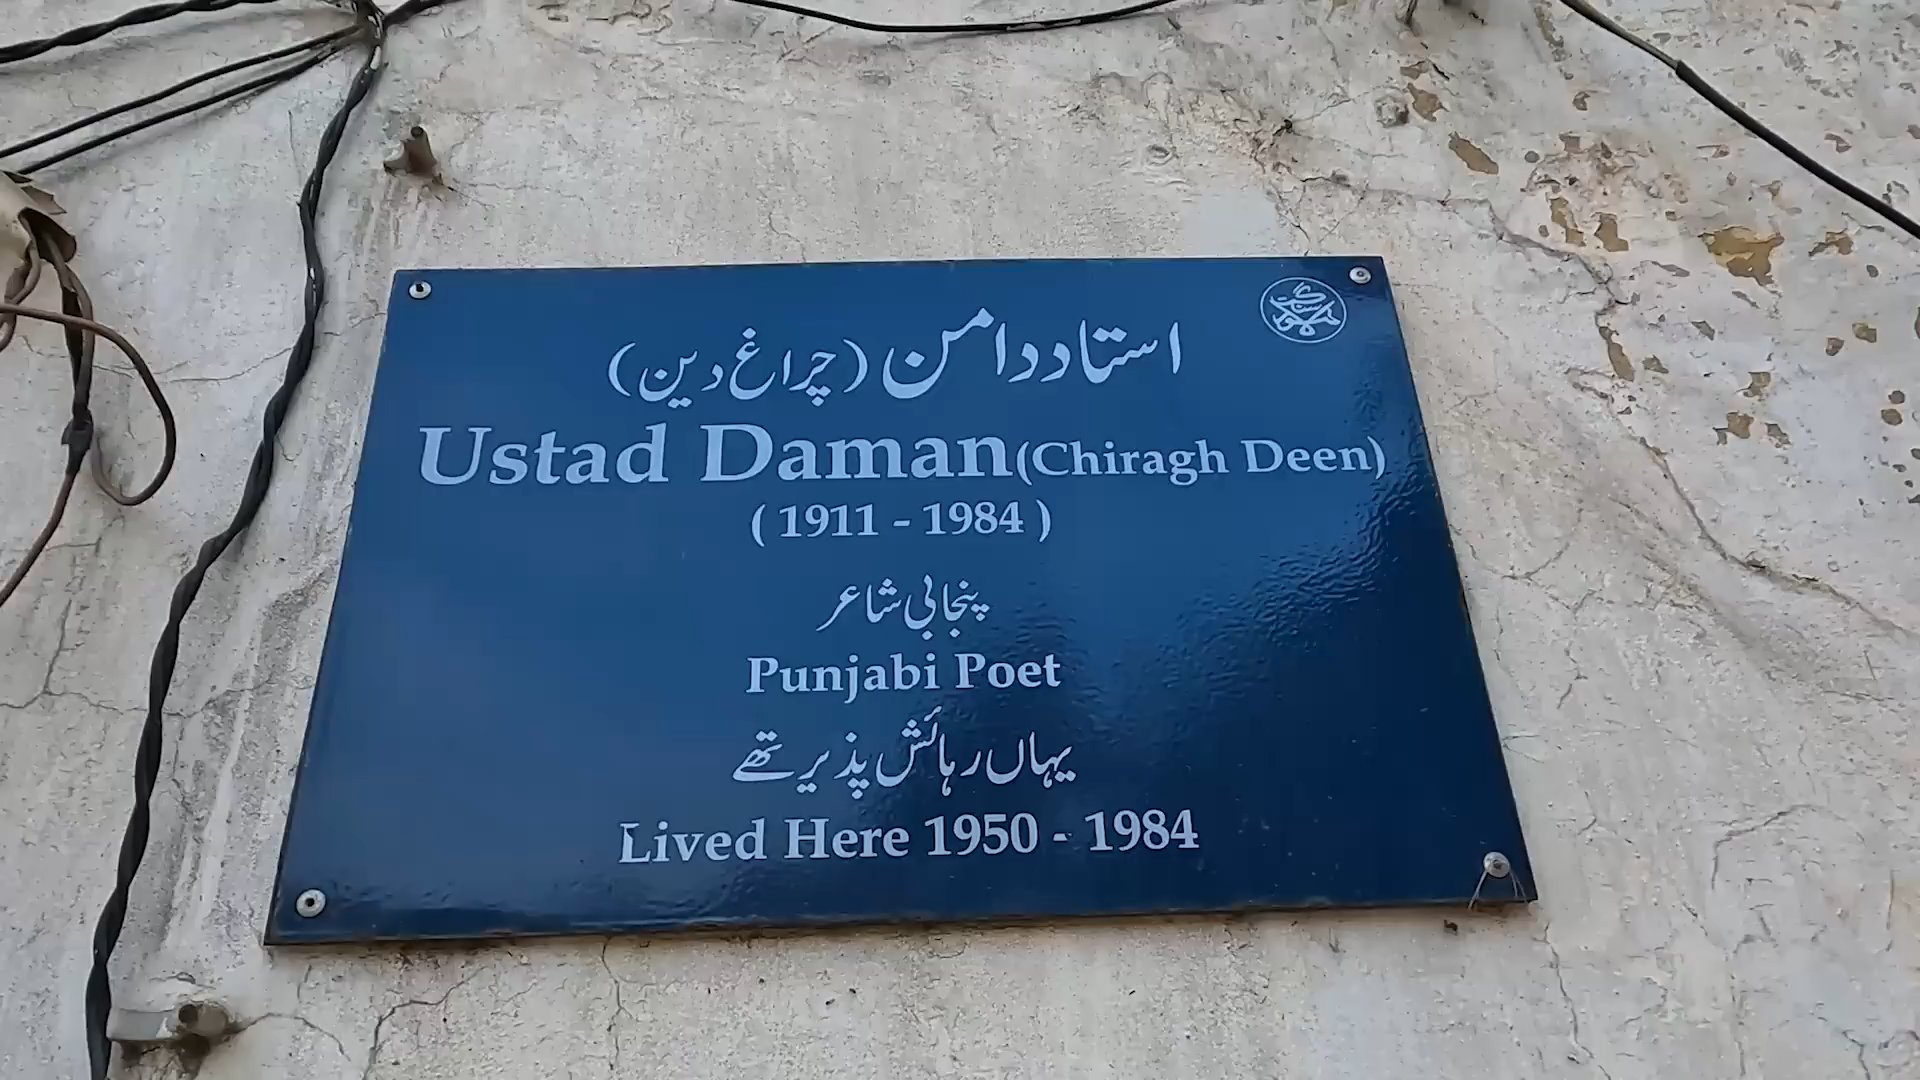 استاد دامن (چراغ دین)
Ustad Daman (Chiragh Deen)
( 1911 - 1984 )
پنجابی شاعر
Punjabi Poet
یہاں رہائش پذیر تھے
Lived Here 1950 - 1984